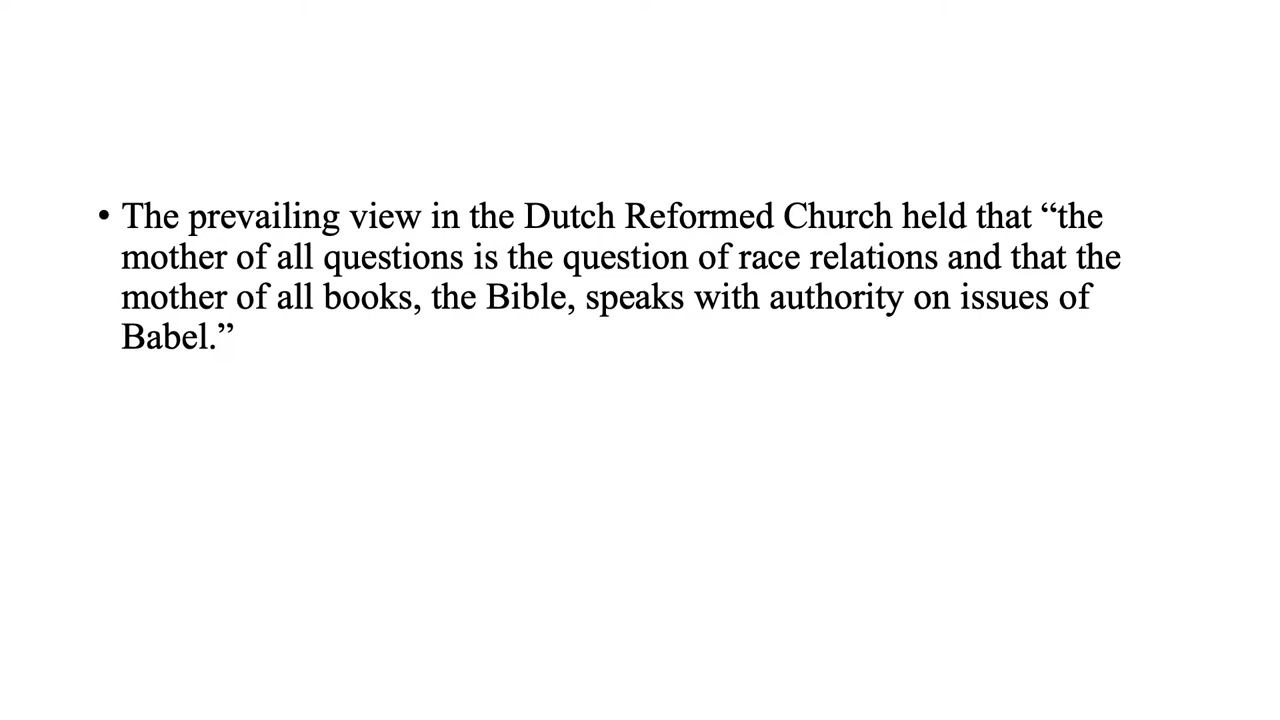 • The prevailing view in the Dutch Reformed Church held that “the
mother of all questions is the question of race relations and that the
mother of all books, the Bible, speaks with authority on issues of
Babel.”